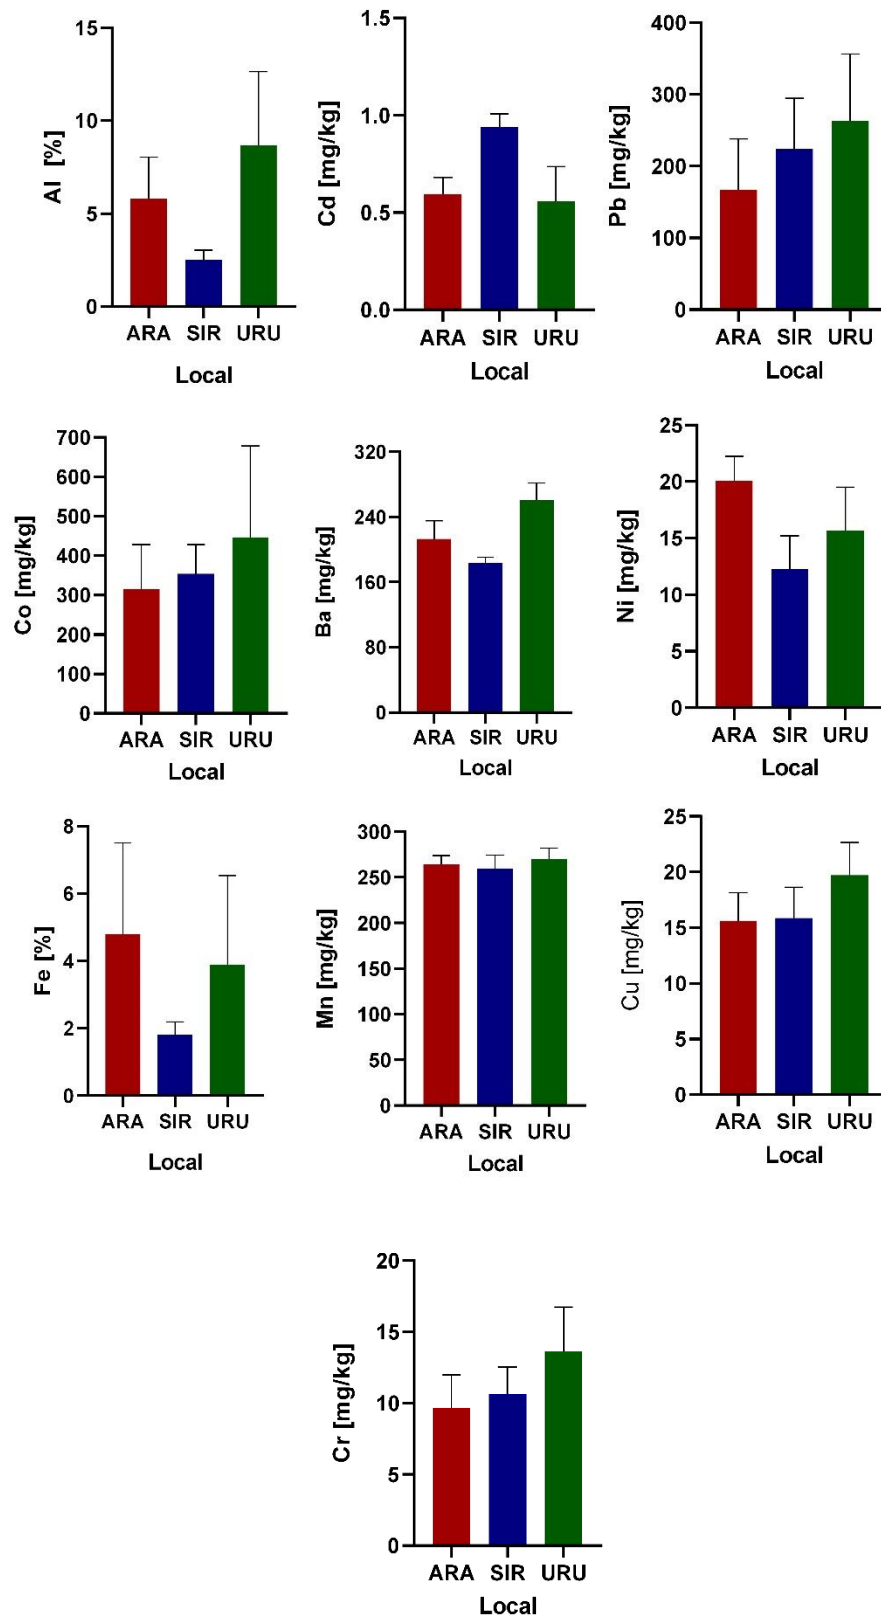 Al [%]
15
10
5
0
ARA SIR URU
Local
Cd [mg/kg]
1.5
1.0
0.5
0.0
ARA SIR URU
Local
Pb [mg/kg]
400
300
200
100
0
ARA SIR URU
Local
Co [mg/kg]
700
600
500
400
300
200
100
0
ARA SIR URU
Local
Ba [mg/kg]
320
240
160
80
0
ARA SIR URU
Local
Ni [mg/kg]
25
20
15
10
5
0
ARA SIR URU
Local
Fe [%]
8
6
4
2
0
ARA SIR URU
Local
Mn [mg/kg]
300
250
200
150
100
50
0
ARA SIR URU
Local
Cu [mg/kg]
25
20
15
10
5
0
ARA SIR URU
Local
Cr [mg/kg]
20
15
10
5
0
ARA SIR URU
Local